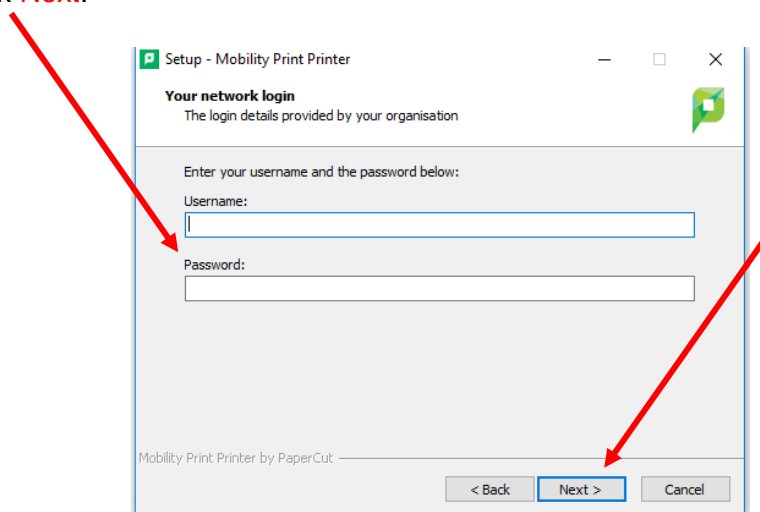 Next.
Setup - Mobility Print Printer
Your network login
The login details provided by your organisation
Enter your username and the password below:
Username:
Password:
Mobility Print Printer by PaperCut
< Back Next > Cancel